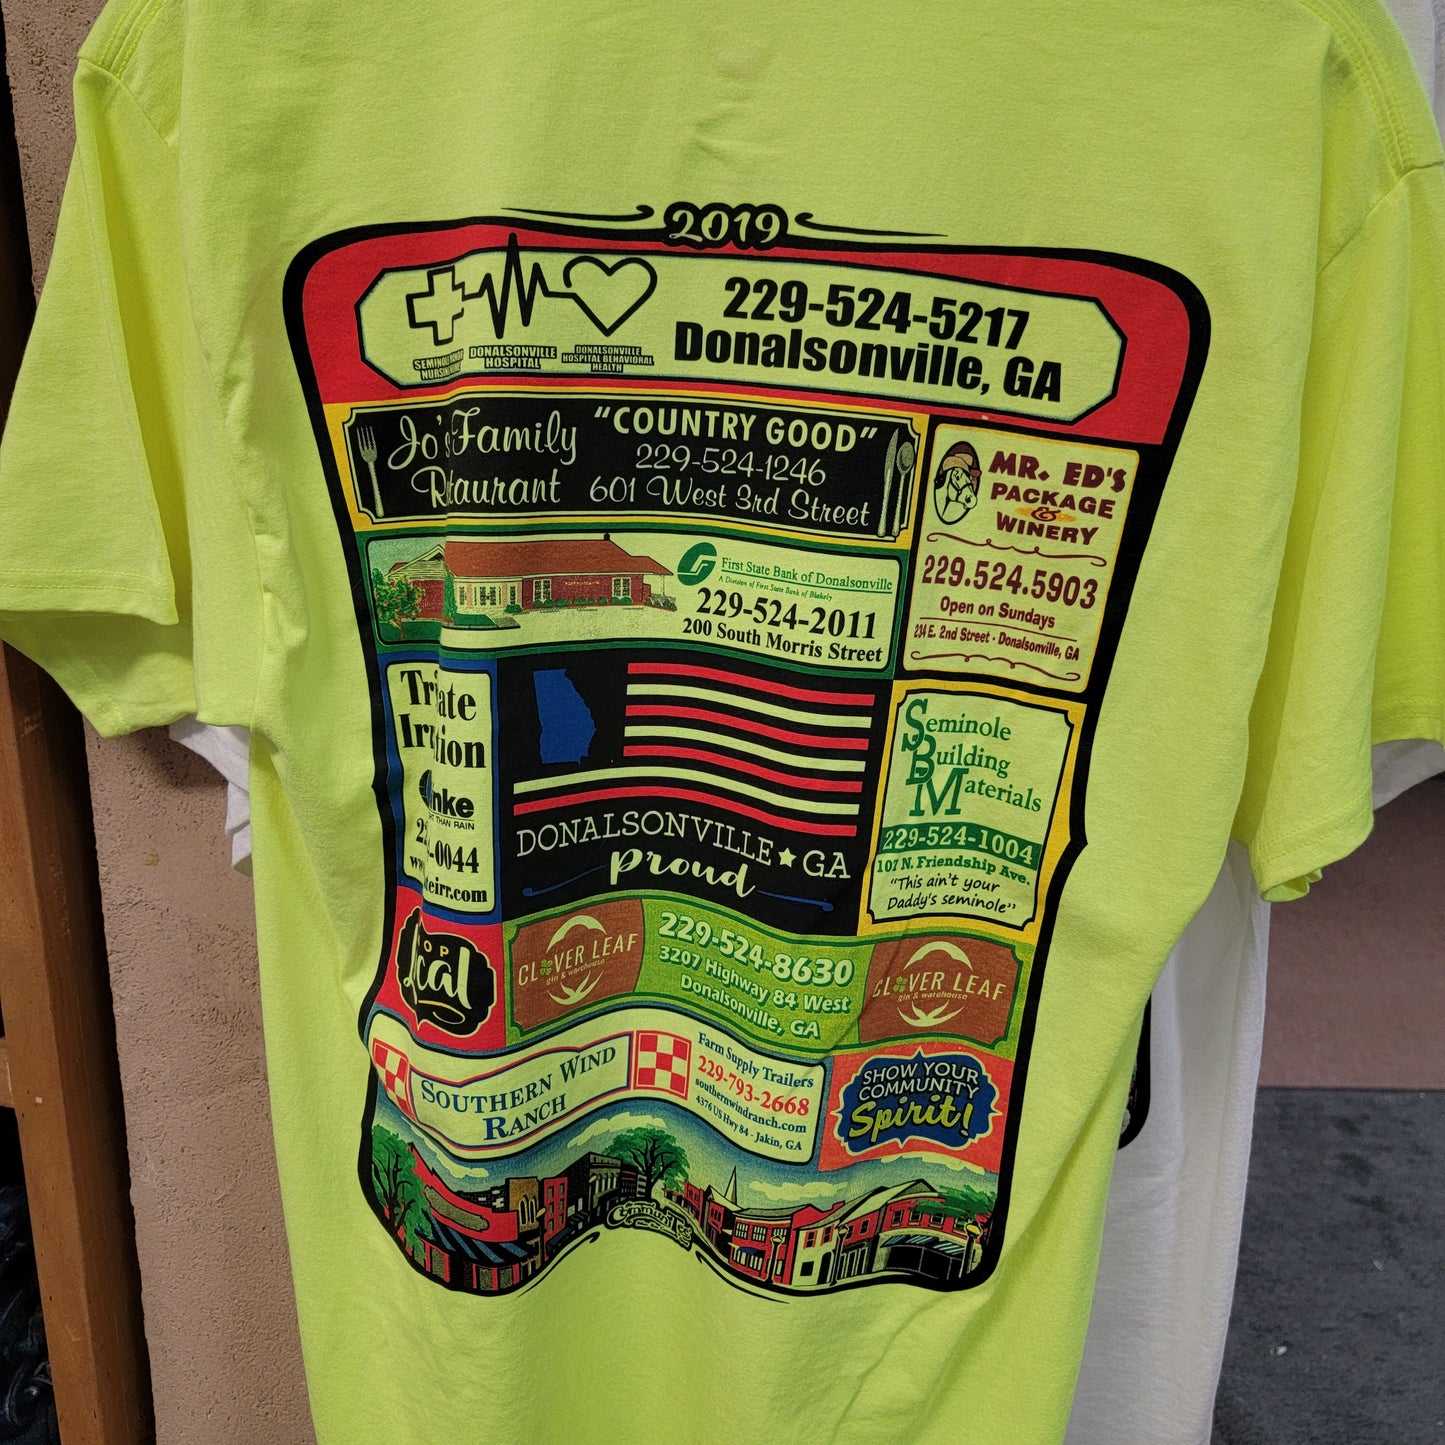 2019
SEMINOLE
NURSING
DONALSONVILLE
HOSPITAL
DONALSONVILLE
HOSPITAL BEHAVIORAL
HEALTH
229-524-5217
Donalsonville, GA
Jo's Family
"COUNTRY GOOD"
229-524-1246
601 West 3rd Street
MR. ED'S
PACKAGE
&
WINERY
229.524.5903
Open on Sundays
234 E. 2nd Street · Donalsonville, GA
First State Bank of Donalsonville
A Division of First State Bank of Blakely
229-524-2011
200 South Morris Street
THAN RAIN
-0044
DONALSONVILLE★GA
Proud
Seminole
Building
Materials
229-524-1004
107 N. Friendship Ave.
"This ain't your
Daddy's seminole"
Local
CLOVER LEAF
gin & warehouse
229-524-8630
3207 Highway 84 West
Donalsonville, GA
CLOVER LEAF
gin & warehouse
SOUTHERN WIND
RANCH
Farm Supply Trailers
229-793-2668
southernwindranch.com
4376 US Hwy 84 - Jakin, GA
SHOW YOUR
COMMUNITY
Spirit!